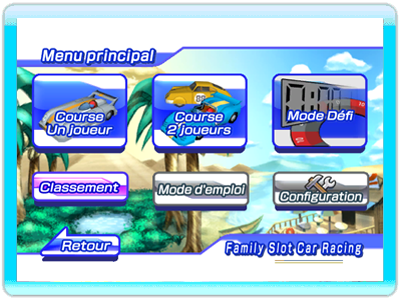 Menu principal
Course
Un joueur
Course
2 joueurs
Mode Défi
Classement
Mode d'emploi
Configuration
Retour
Family Slot Car Racing